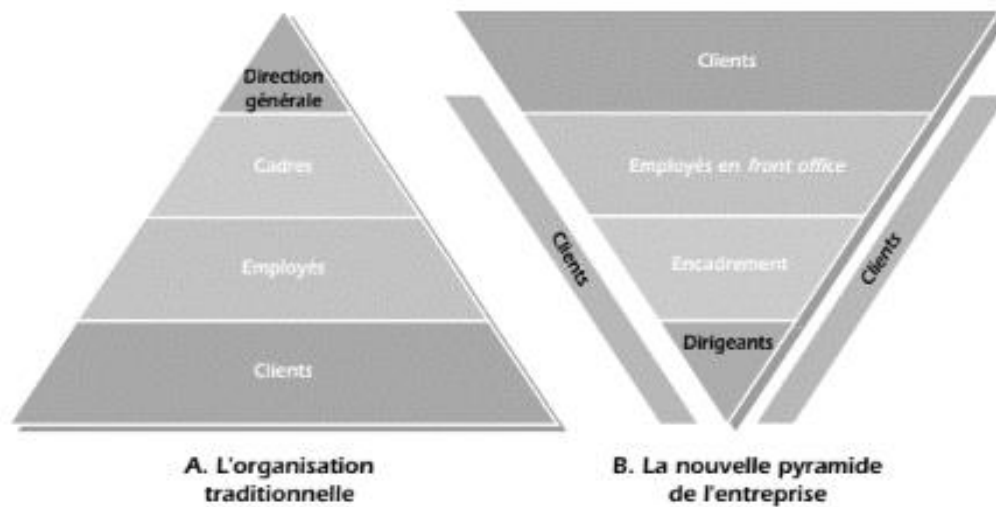 Direction
générale
Cadres
Employés
Clients
A. L'organisation
traditionnelle
Clients
Employés en front office
Encadrement
Dirigeants
Clients
Clients
B. La nouvelle pyramide
de l'entreprise